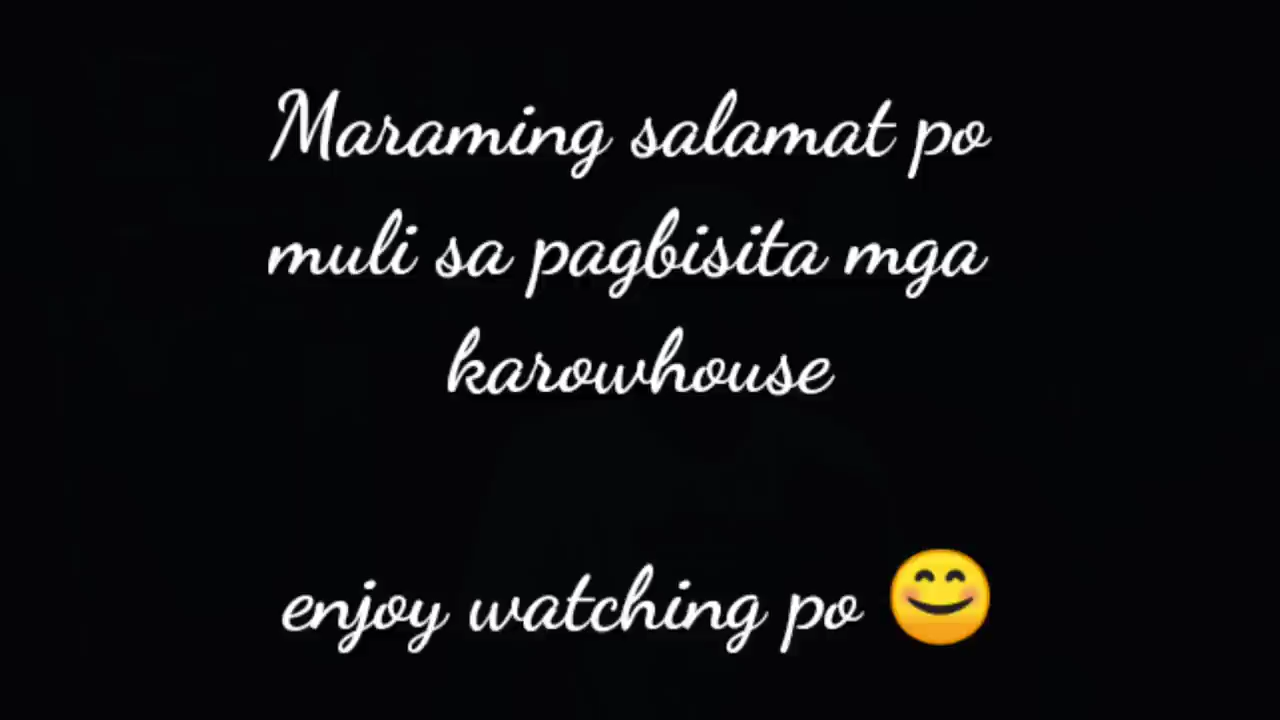 Maraming salamat po
muli sa pagbisita mga
karowhouse
enjoy watching po 😊